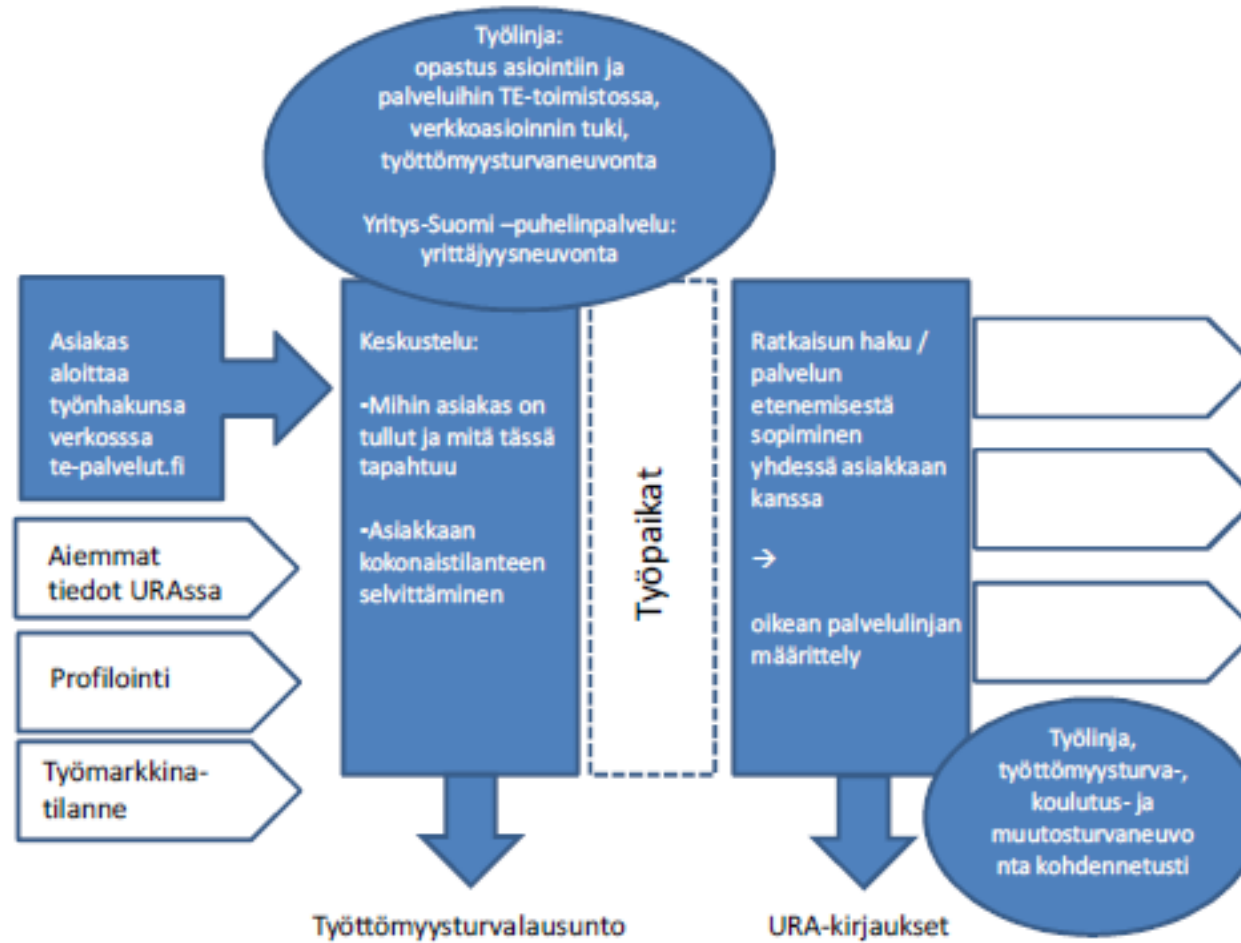 Työlinja:
opastus asiointiin ja
palveluihin TE-toimistossa,
verkkoasioinnin tuki,
työttömyysturvaneuvonta
Yritys-Suomi –puhelinpalvelu:
yrittäjyysneuvonta
Asiakas
aloittaa
työnhakunsa
verkosssa
te-palvelut.fi
Aiemmat
tiedot URAssa
Profilointi
Työmarkkina-
tilanne
Keskustelu:
-Mihin asiakas on
tullut ja mitä tässä
tapahtuu
-Asiakkaan
kokonaistilanteen
selvittäminen
Työpaikat
Ratkaisun haku /
palvelun
etenemisestä
sopiminen
yhdessä asiakkaan
kanssa
→
oikean palvelulinjan
määrittely
Työlinja,
työttömyysturva-,
koulutus- ja
muutosturvaneuvo
nta kohdennetusti
Työttömyysturvalausunto
URA-kirjaukset